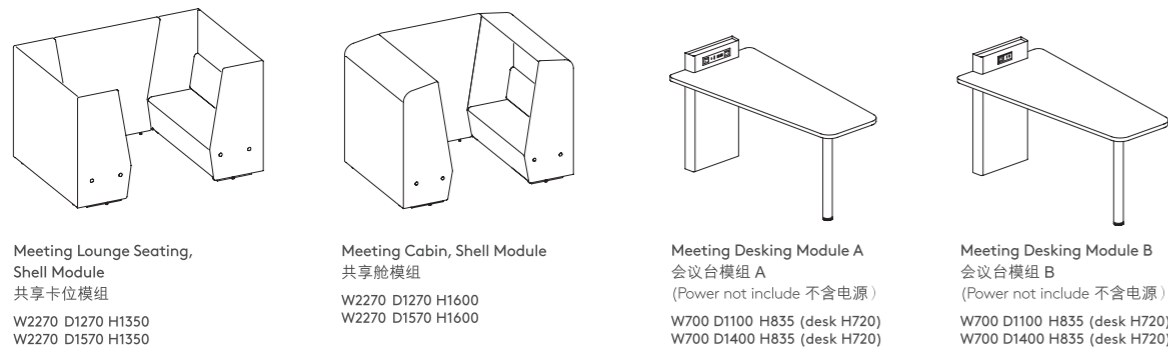 Meeting Lounge Seating,
Shell Module
共享卡位模组
W2270 D1270 H1350
W2270 D1570 H1350
Meeting Cabin, Shell Module
共享舱模组
W2270 D1270 H1600
W2270 D1570 H1600
Meeting Desking Module A
会议台模组 A
(Power not include 不含电源）
W700 D1100 H835 (desk H720)
W700 D1400 H835 (desk H720)
Meeting Desking Module B
会议台模组 B
(Power not include 不含电源）
W700 D1100 H835 (desk H720)
W700 D1400 H835 (desk H720)